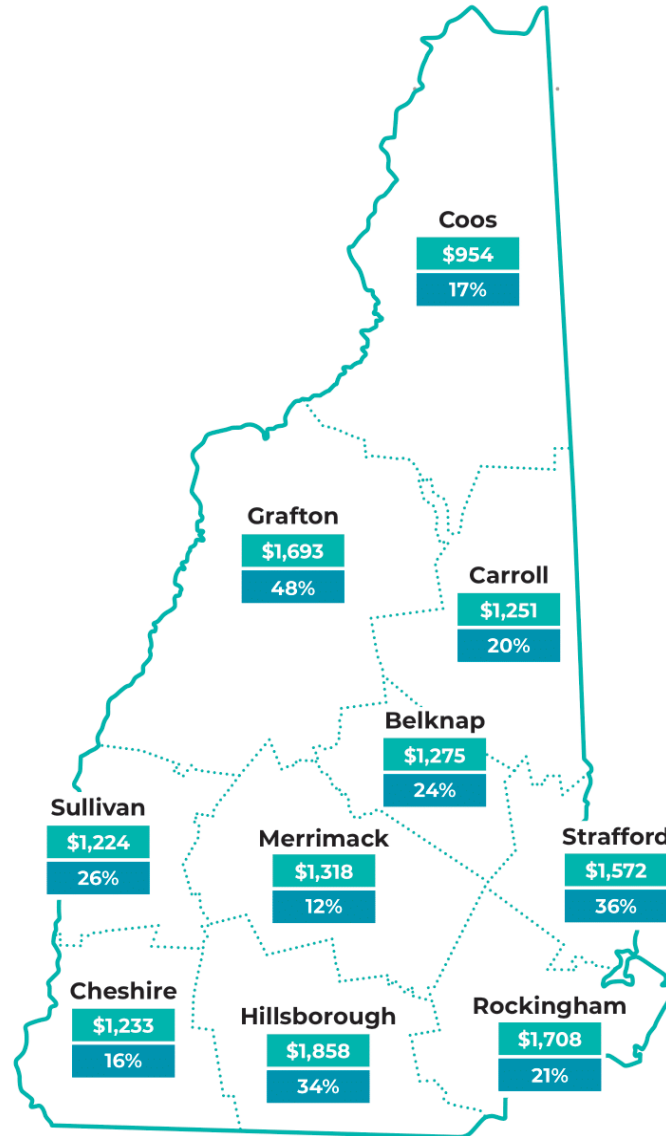 Coos
$954
17%
Grafton
$1,693
48%
Carroll
$1,251
20%
Belknap
$1,275
24%
Sullivan
$1,224
26%
Merrimack
$1,318
12%
Strafford
$1,572
36%
Cheshire
$1,233
16%
Hillsborough
$1,858
34%
Rockingham
$1,708
21%